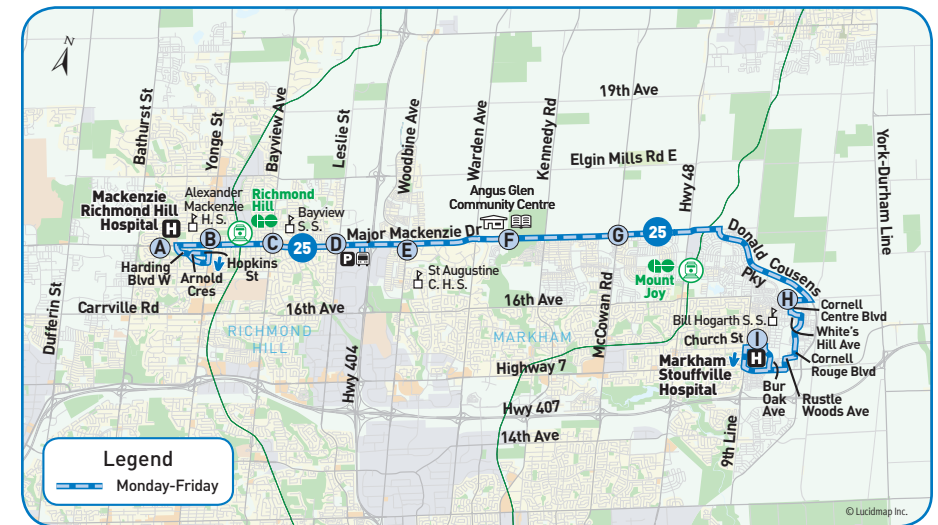 N
Bathurst St
Yonge St
Bayview Ave
Leslie St
Woodbine Ave
Warden Ave
Kennedy Rd
19th Ave
Elgin Mills Rd E
Hwy 48
York-Durham Line
Mackenzie
Richmond Hill
Hospital
H
Alexander
Mackenzie
H. S.
Richmond
Hill
Bayview
S. S.
Angus Glen
Community Centre
A
B
C
25
D
Major Mackenzie Dr
E
F
G
25
P
Harding
Blvd W
Arnold
Cres
Hopkins
St
St Augustine
C. H. S.
Donald Cousens
Pky
Mount
Joy
McCowan Rd
Dufferin St
Carrville Rd
16th Ave
16th Ave
RICHMOND
HILL
MARKHAM
Hwy 404
Highway 7
Hwy 407
14th Ave
H
Cornell
Centre Blvd
Bill Hogarth S. S.
White's
Hill Ave
Church St
I
H
Markham
Stouffville
Hospital
Cornell
Rouge Blvd
Bur
Oak
Ave
Rustle
Woods Ave
9th Line
Legend
Monday-Friday
© Lucidmap Inc.